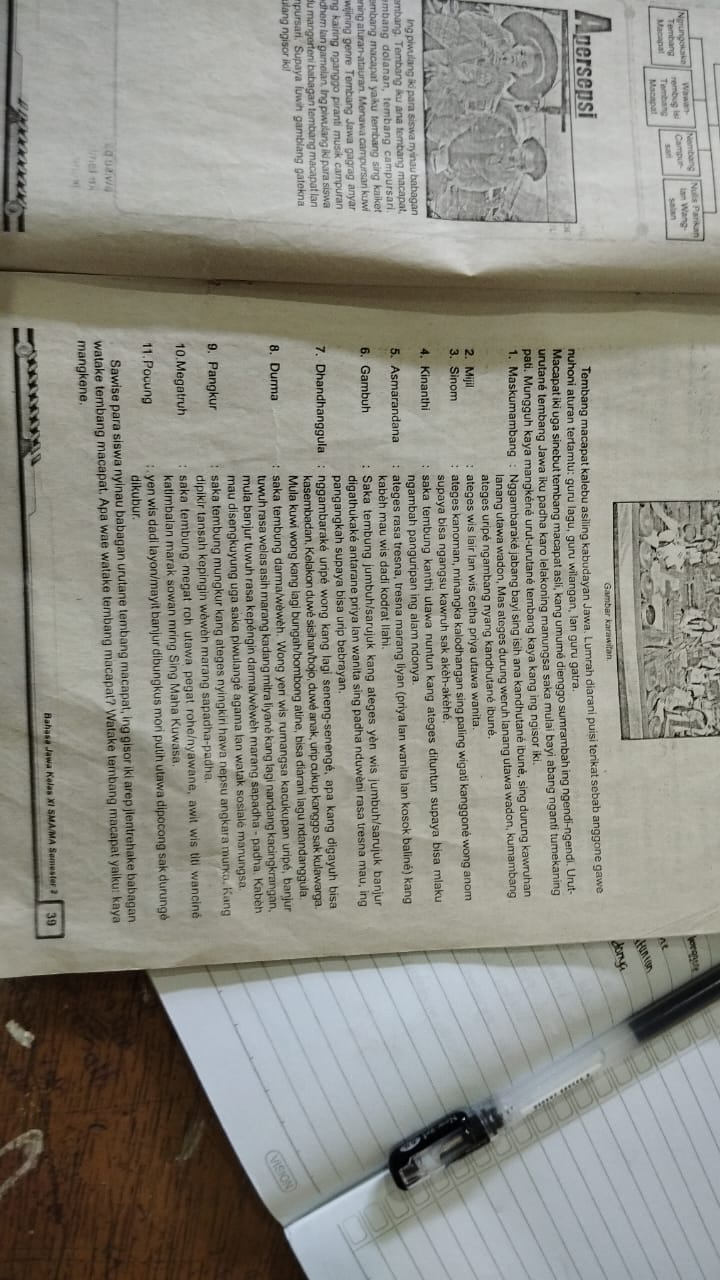 Ngrungokake
Tembang
Macapat
Wawan-
rembug Isi
Tembang
Macapat
Nembang
Campur-
sari
Nulis Parikan
lan Wang-
salan
Apersepsi
Ing piwulang iki para siswa nyinau babagan
embang. Tembang iku ana tembang macapat,
embang dolanan, tembang campursari.
embang macapat yaiku tembang sing kaiket
ning aturan-atauran. Menawa campursari kuwi
wijining genre Tembang Jawa gagrag anyar
ng kairing nganggo piranti musik campuran
dhem lan gamelan. Ing piwulang iki para siswa
du mangerteni babagan tembang macapat lan
mpursari. Supaya luwih gamblang gatekna
ulang ngisor iki!
Gambar karawitan.
Tembang macapat kalebu asiling kabudayan Jawa. Lumrah diarani puisi terikat sebab anggone gawe
nuhoni aturan tertamtu: guru lagu, guru wilangan, lan guru gatra.
Macapat iki uga sinebut tembang macapat asli, kang umumé dienggo sumrambah ing ngendi-ngendi. Urut-
urutané tembang Jawa iku padha karo lelakoning manungsa saka mulai bayi abang nganti tumekaning
pati. Mungguh kaya mangkéné urut-urutané tembang kaya kang ing ngisor iki.
1. Maskumambang : Nggambaraké jabang bayi sing isih ana kandhutané ibuné, sing durung kawruhan
lanang utawa wadon, Mas ateges durung weruh lanang utawa wadon, kumambang
ateges uripé ngambang nyang kandhutané ibuné.
2. Mijil : ateges wis lair lan wis cetha priya utawa wanita.
3. Sinom : ateges kanoman, minangka kalodhangan sing paling wigati kanggoné wong anom
supaya bisa ngangsu kawruh sak akèh-akèhé.
4. Kinanthi : saka tembung kanthi utawa nuntun kang ateges dituntun supaya bisa mlaku
ngambah panguripan ing alam ndonya.
5. Asmarandana : ateges rasa tresna, tresna marang liyan (priya lan wanita lan kosok baliné) kang
kabèh mau wis dadi kodrat Ilahi.
6. Gambuh : Saka tembung jumbuh/sarujuk kang ateges yèn wis jumbuh/sarujuk banjur
digathukaké antarane priya lan wanita sing padha nduwèni rasa tresna mau, ing
pangangkah supaya bisa urip bebrayan.
7. Dhandhanggula : nggambaraké uripé wong kang lagi seneng-senengé, apa kang digayuh bisa
kasembadan. Kelakon duwé sisihan/bojo, duwé anak, urip cukup kanggo sak kulawarga.
Mula kuwi wong kang lagi bungah/bombong atine, bisa diarani lagu ndandanggula.
8. Durma : saka tembung darma/wèwèh. Wong yen wis rumangsa kacukupan uripé, banjur
tuwuh rasa welas asih marang kadang mitra liyané kang lagi nandang kacingkrangan,
mula banjur tuwuh rasa kepéngin darma/wèwèh marang sapadha - padha. Kabèh
mau disengkuyung uga saka piwulangé agama lan watak sosialé manungsa.
9. Pangkur : saka tembung mungkur kang ateges nyingkiri hawa nepsu angkara murka. Kang
dipikir tansah kepingin wèwèh marang sapadha-padha.
10. Megatruh : saka tembung megat roh utawa pegat rohe/nyawane, awit wis titi wanciné
katimbalan marak sowan mring Sing Maha Kuwasa.
11. Pocung : yen wis dadi layon/mayit banjur dibungkus mori putih utawa dipocong sak durungé
dikubur.
Sawise para siswa nyinau babagan urutane tembang macapat, ing gisor iki arep jlentrehake babagan
watake tembang macapat. Apa wae watake tembang macapat? Watake tembang macapat yaiku: kaya
mangkene.
Bahasa Jawa Kelas XI SMA/MA Semester 2 39
VISION